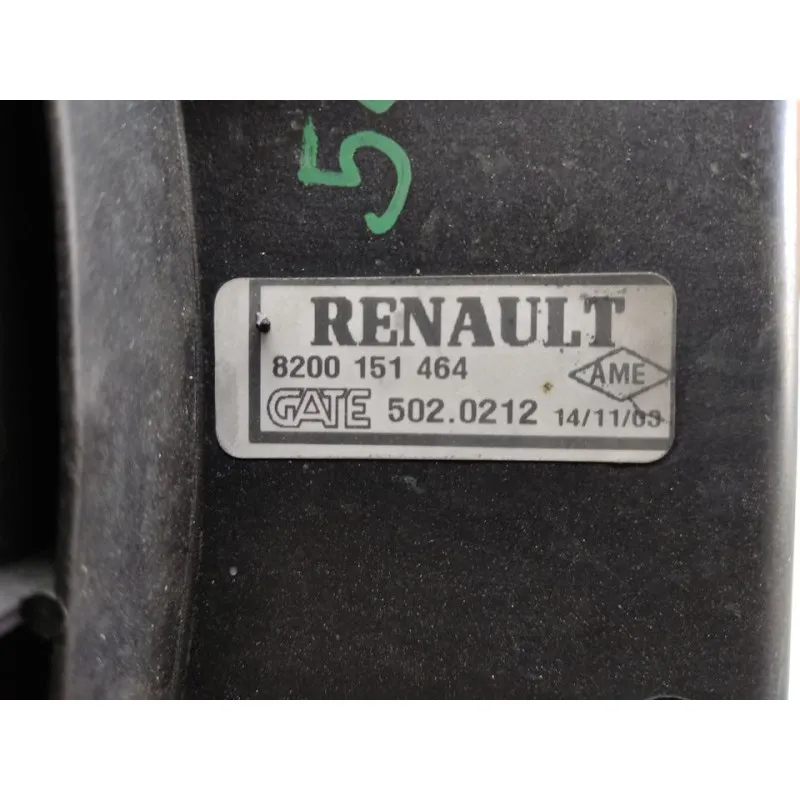 RENAULT
8200 151 464
AME
GATE 502.0212 14/11/03